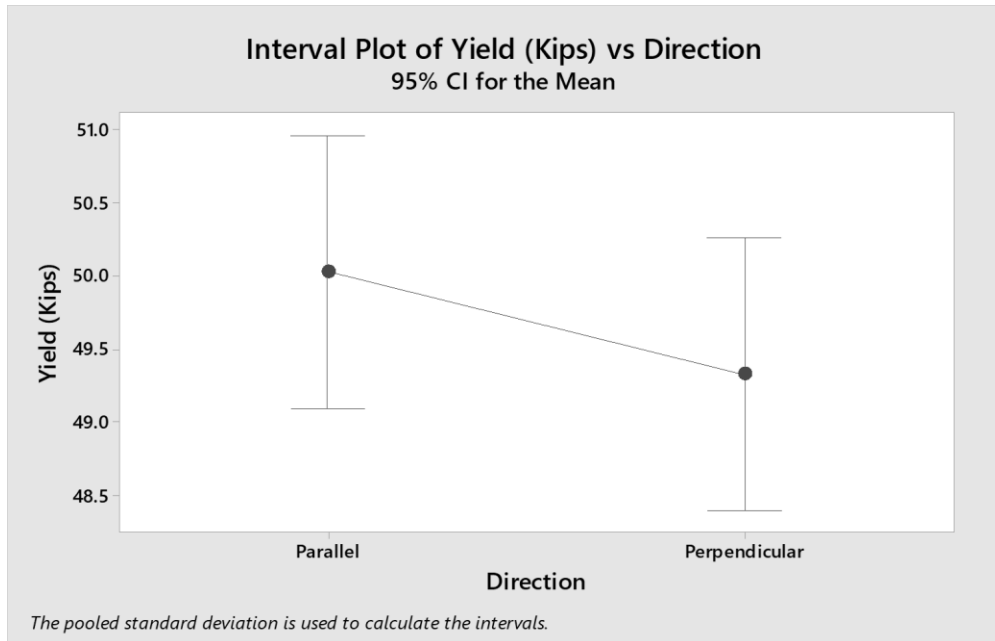 Interval Plot of Yield (Kips) vs Direction
95% CI for the Mean
51.0
50.5
50.0
49.5
49.0
48.5
Yield (Kips)
Parallel
Perpendicular
Direction
The pooled standard deviation is used to calculate the intervals.